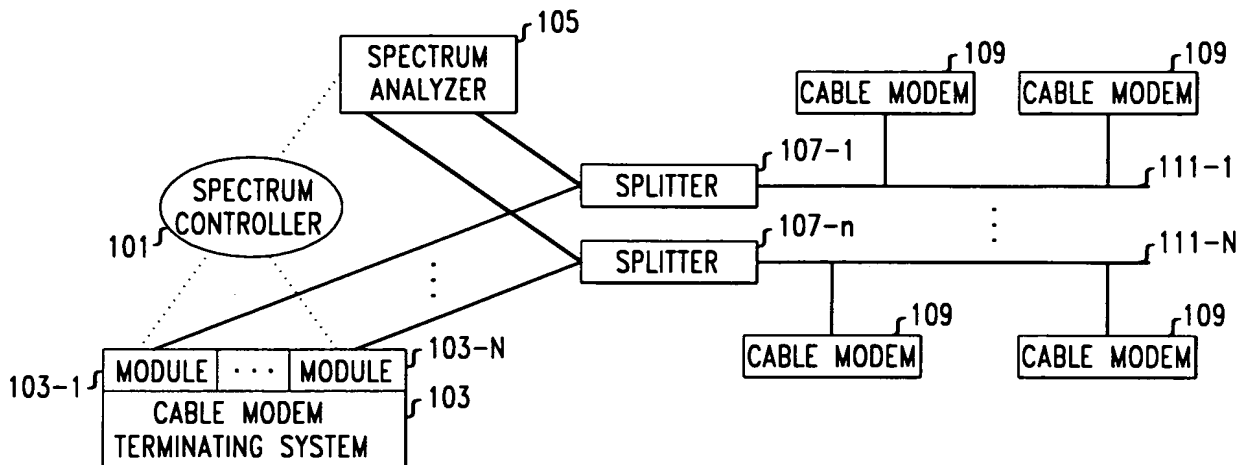 105
SPECTRUM
ANALYZER
109
CABLE MODEM
109
CABLE MODEM
107-1
SPLITTER
111-1
SPECTRUM
CONTROLLER
101
107-n
SPLITTER
111-N
109
CABLE MODEM
109
CABLE MODEM
103-1
MODULE ... MODULE
103-N
CABLE MODEM
TERMINATING SYSTEM
103